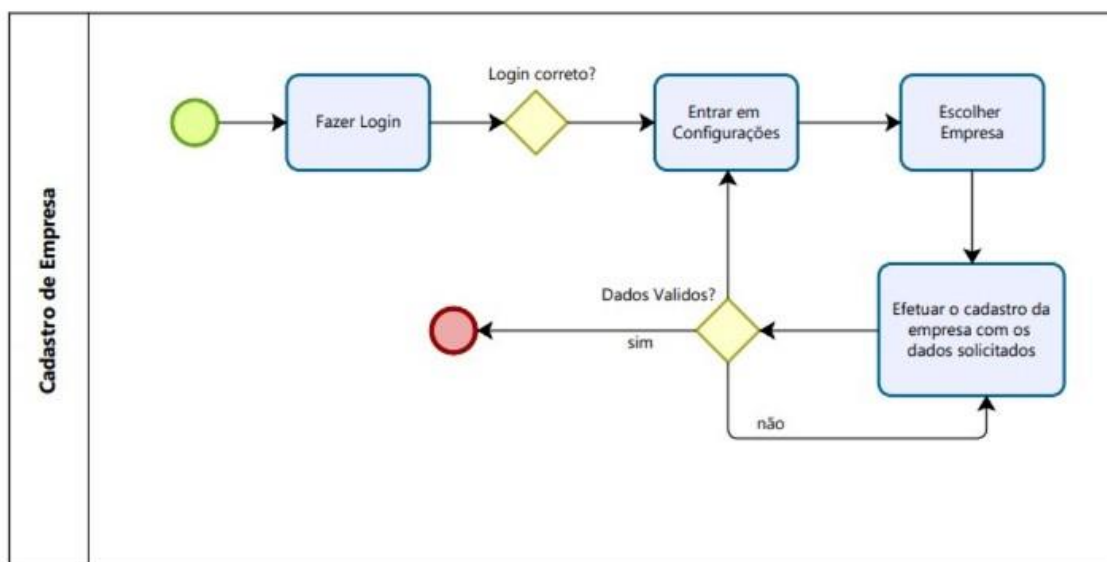 Cadastro de Empresa
Login correto?
Fazer Login
Entrar em
Configurações
Escolher
Empresa
Dados Validos?
Efetuar o cadastro da
empresa com os
dados solicitados
sim
não